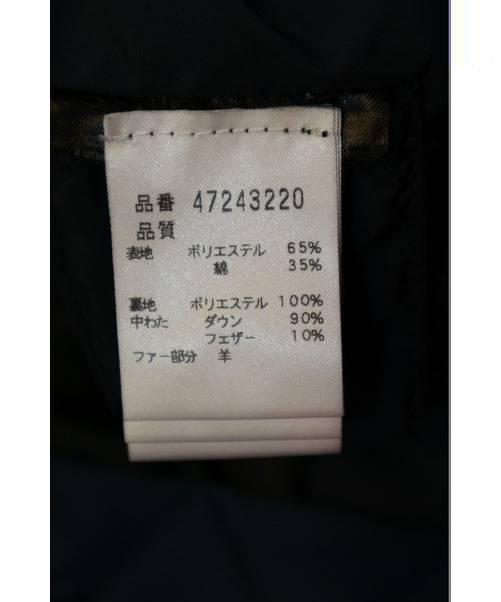 品番 47243220
品質
表地 ポリエステル 65%
綿 35%
裏地 ポリエステル 100%
中わた ダウン 90%
フェザー 10%
ファー部分 羊